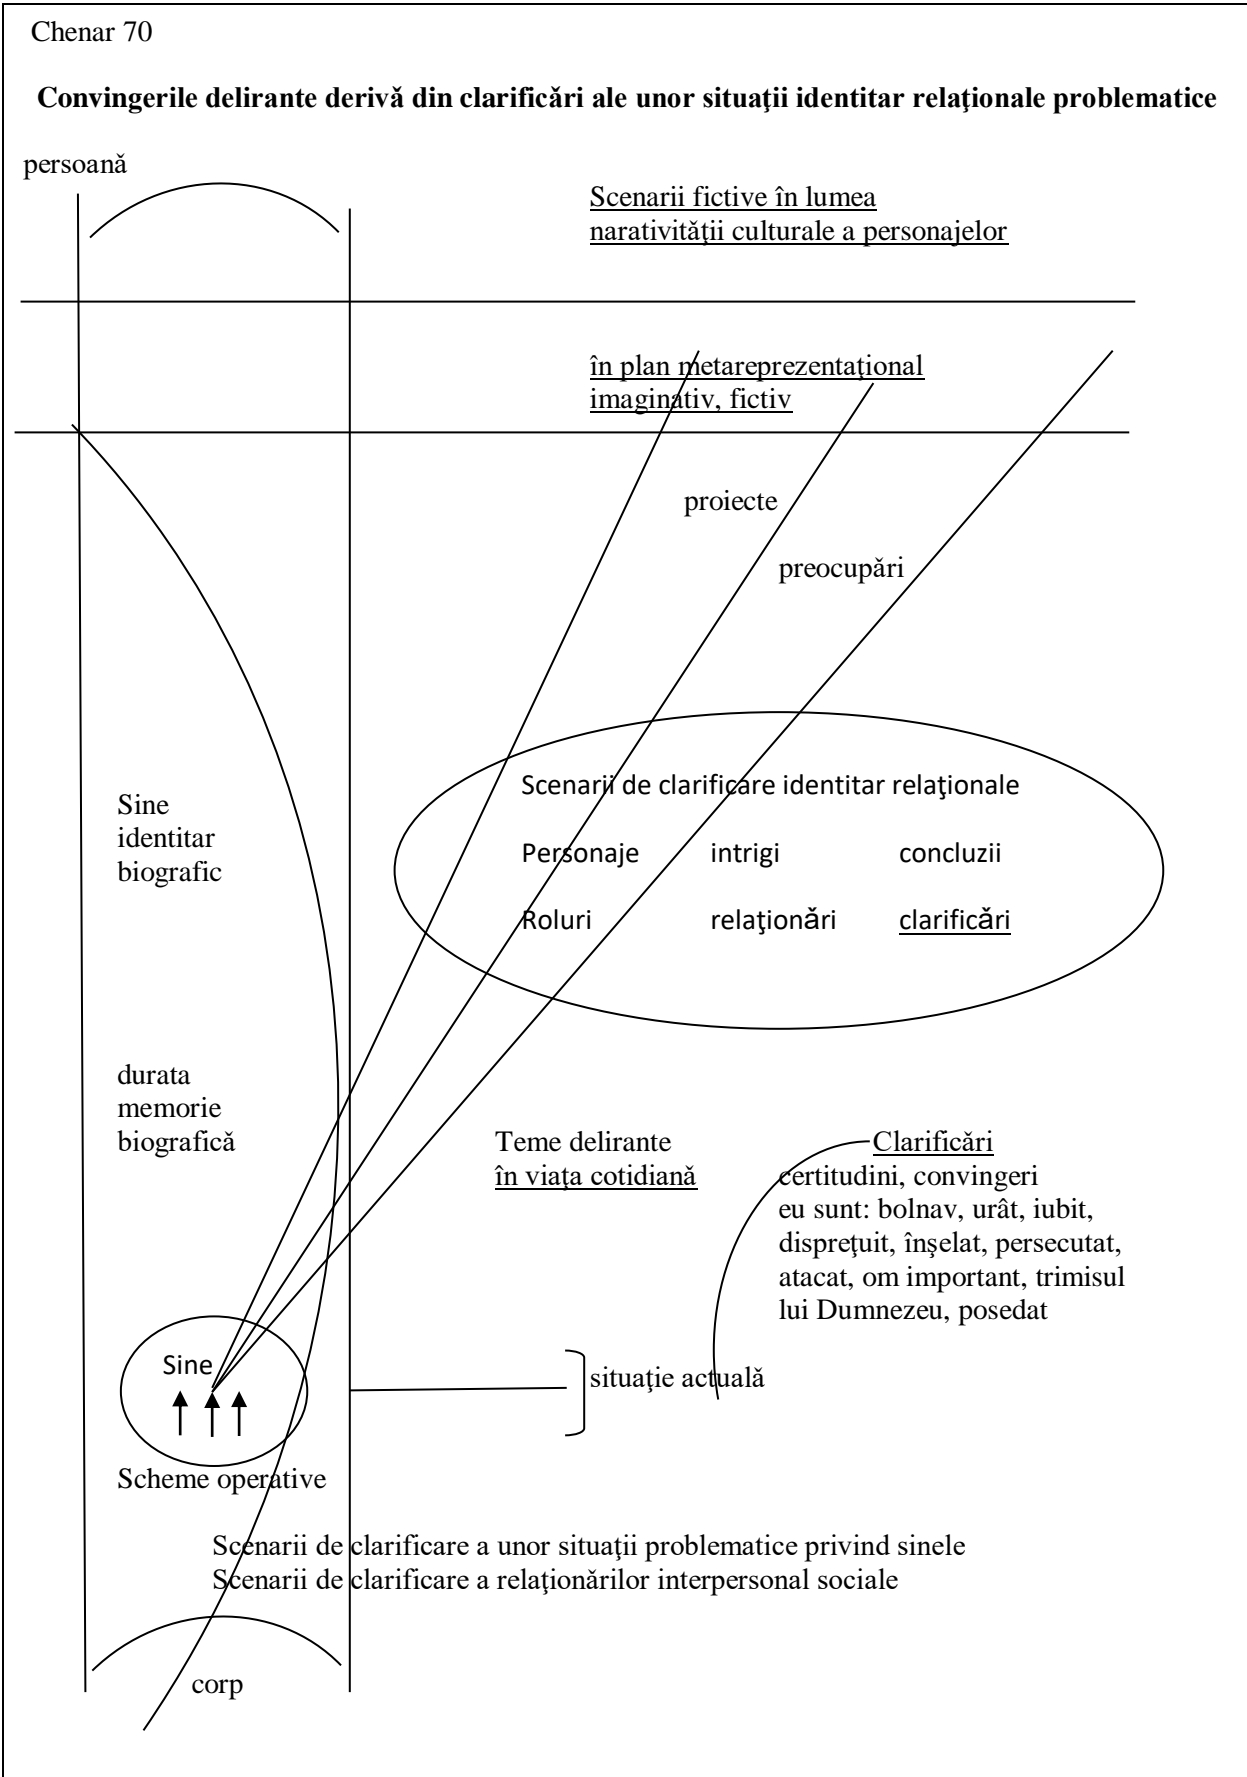 Chenar 70
Convingerile delirante derivă din clarificări ale unor situaţii identitar relaţionale problematice
persoană
Scenarii fictive în lumea
narativităţii culturale a personajelor
în plan metareprezentaţional
imaginativ, fictiv
proiecte
preocupări
Scenarii de clarificare identitar relaţionale
Sine
identitar
biografic
Personaje intrigi concluzii
Roluri relaţionări clarificări
durata
memorie
biografică
Teme delirante
în viaţa cotidiană
Clarificări
certitudini, convingeri
eu sunt: bolnav, urât, iubit,
dispreţuit, înşelat, persecutat,
atacat, om important, trimisul
lui Dumnezeu, posedat
Sine
situaţie actuală
Scheme operative
Scenarii de clarificare a unor situaţii problematice privind sinele
Scenarii de clarificare a relaţionărilor interpersonal sociale
corp